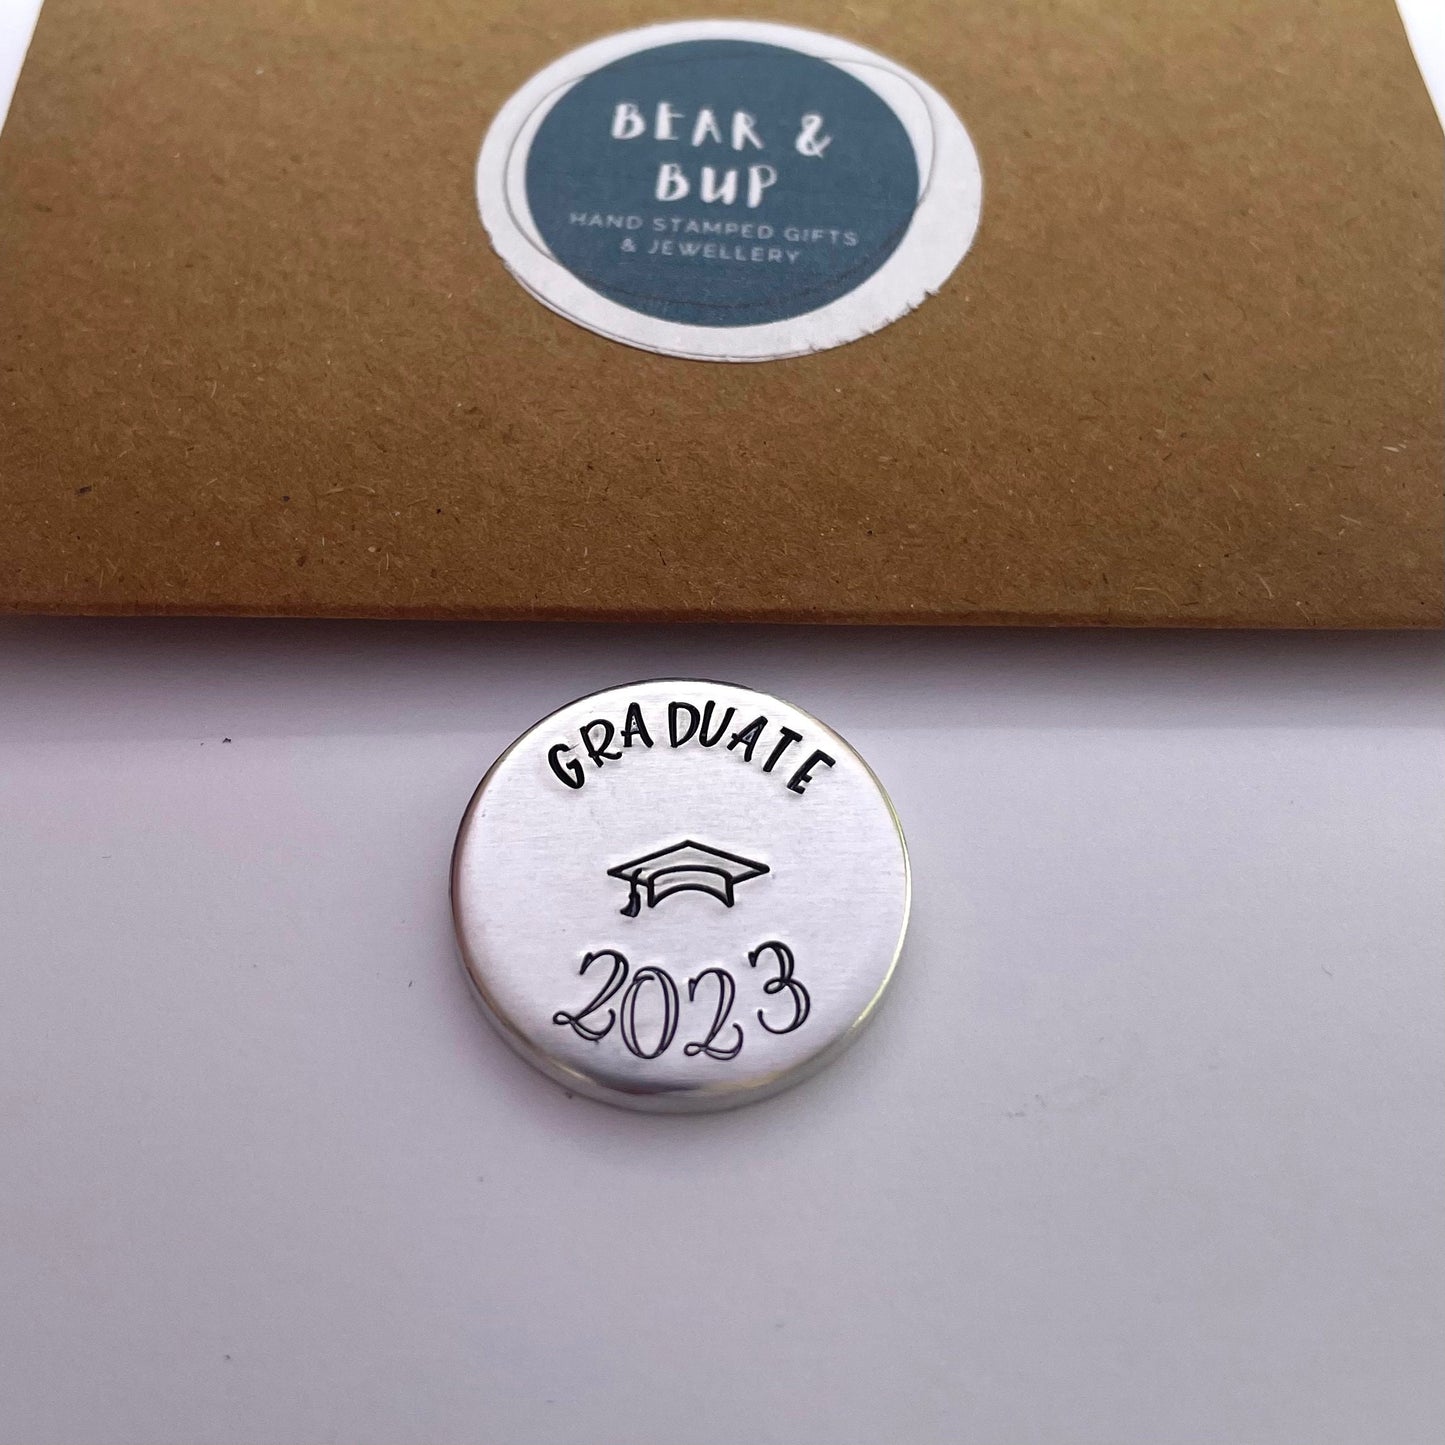 BEAR &
BUP
HAND STAMPED GIFTS
& JEWELLERY
GRADUATE
2023